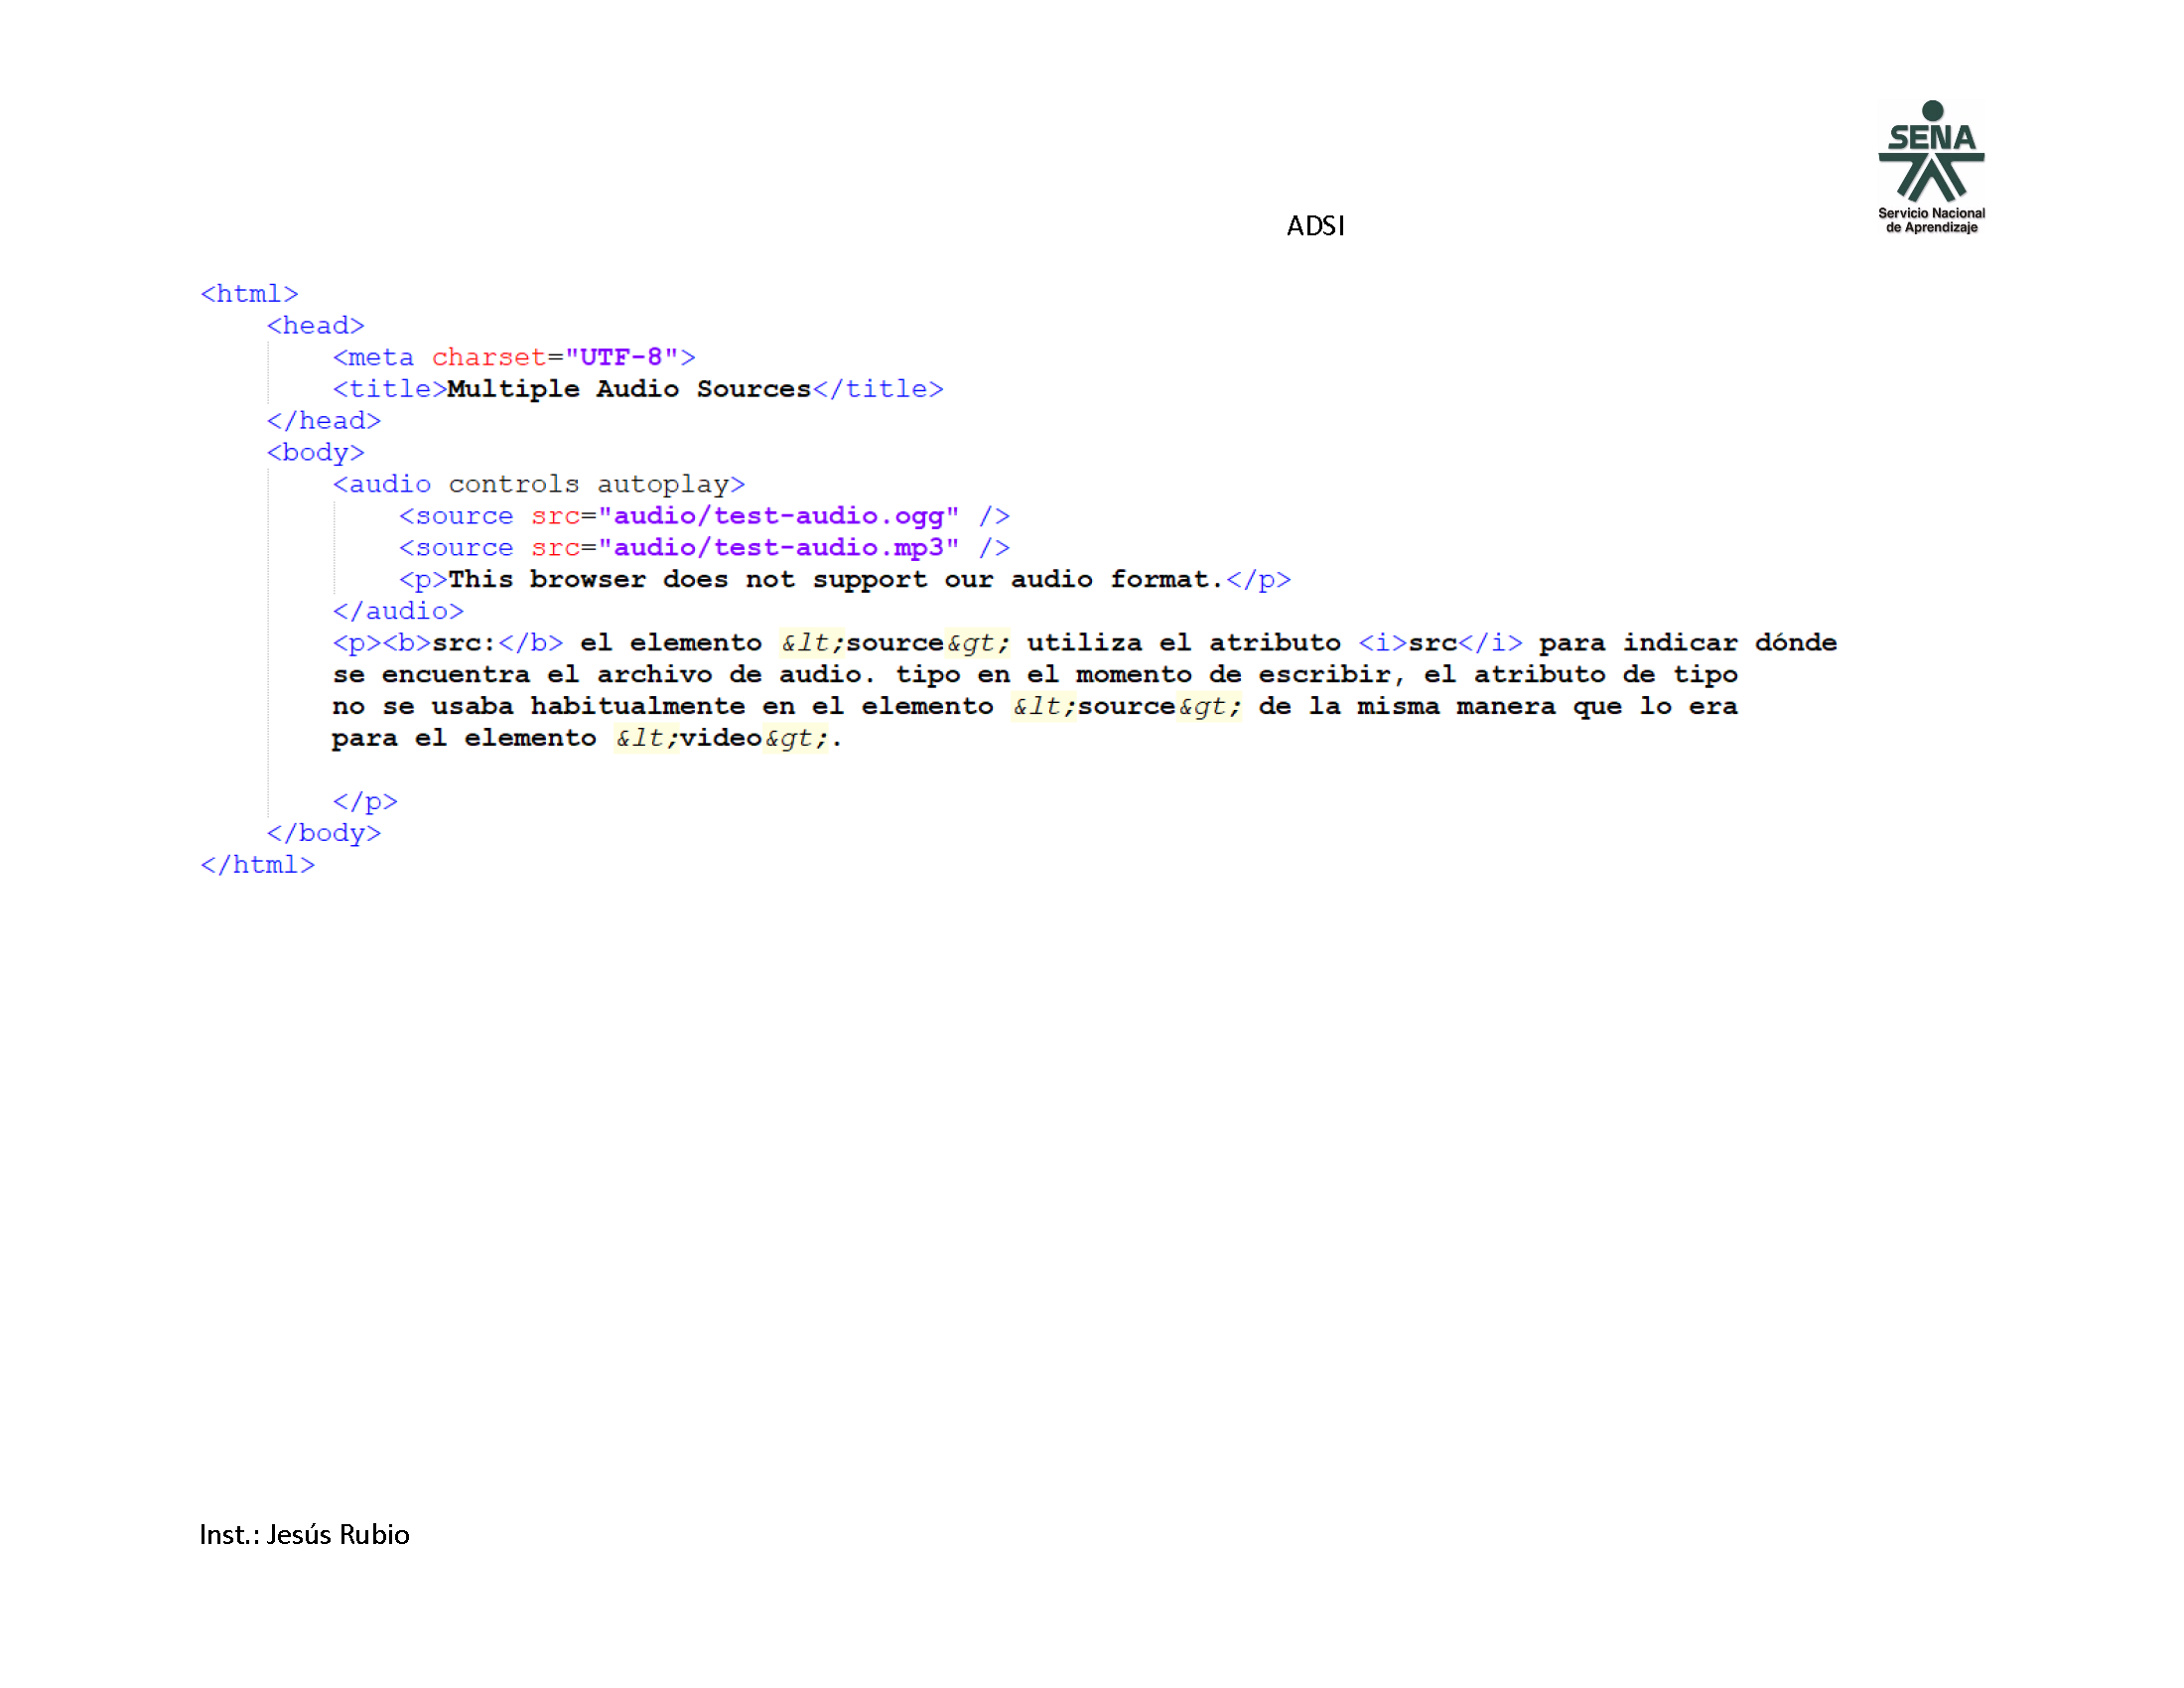 SENA
Servicio Nacional
de Aprendizaje
ADSI
<html>
<head>
<meta charset="UTF-8">
<title>Multiple Audio Sources</title>
</head>
<body>
<audio controls autoplay>
<source src="audio/test-audio.ogg" />
<source src="audio/test-audio.mp3" />
<p>This browser does not support our audio format.</p>
</audio>
<p><b>src:</b> el elemento &lt;source&gt; utiliza el atributo <i>src</i> para indicar dónde
se encuentra el archivo de audio. tipo en el momento de escribir, el atributo de tipo
no se usaba habitualmente en el elemento &lt;source&gt; de la misma manera que lo era
para el elemento &lt;video&gt;.
</p>
</body>
</html>
Inst.: Jesús Rubio